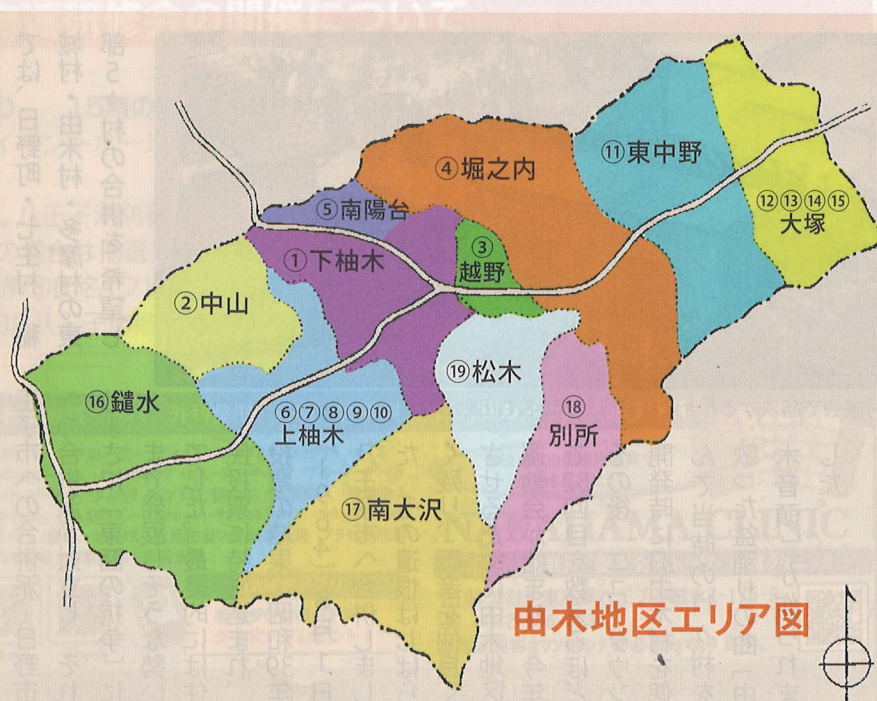 ⑪東中野
④堀之内
⑫⑬⑭⑮
大塚
⑤南陽台
③
越野
①下柚木
②中山
⑲松木
⑯鑓水
⑥⑦⑧⑨⑩
上柚木
⑱
別所
⑰南大沢
由木地区エリア図